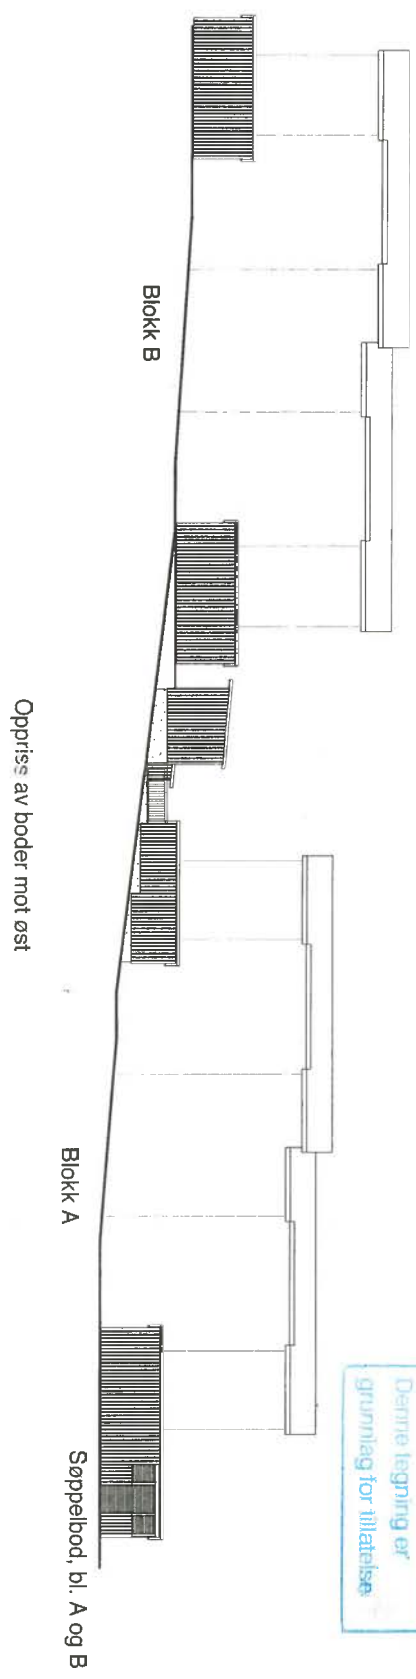 Denne tegning er
grunnlag for tillatelse
Blokk B
Blokk A
Søppelbod, bl. A og B
Oppriss av boder mot øst